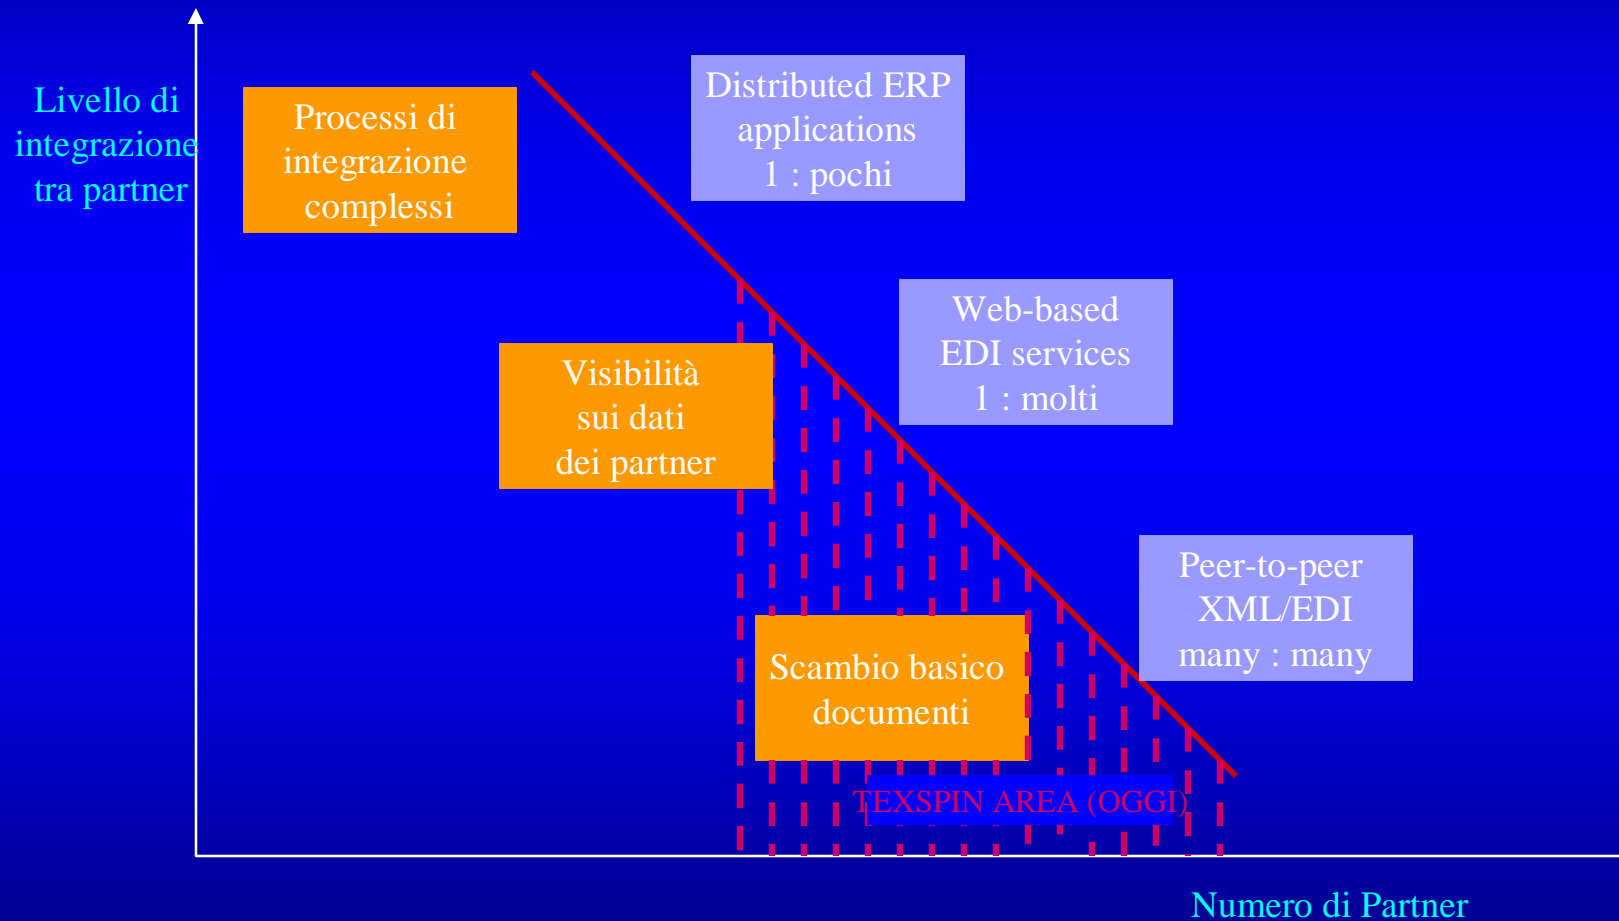 Livello di
integrazione
tra partner
Processi di
integrazione
complessi
Distributed ERP
applications
1 : pochi
Visibilità
sui dati
dei partner
Web-based
EDI services
1 : molti
Scambio basico
documenti
Peer-to-peer
XML/EDI
many : many
TEXSPIN AREA (OGGI)
Numero di Partner